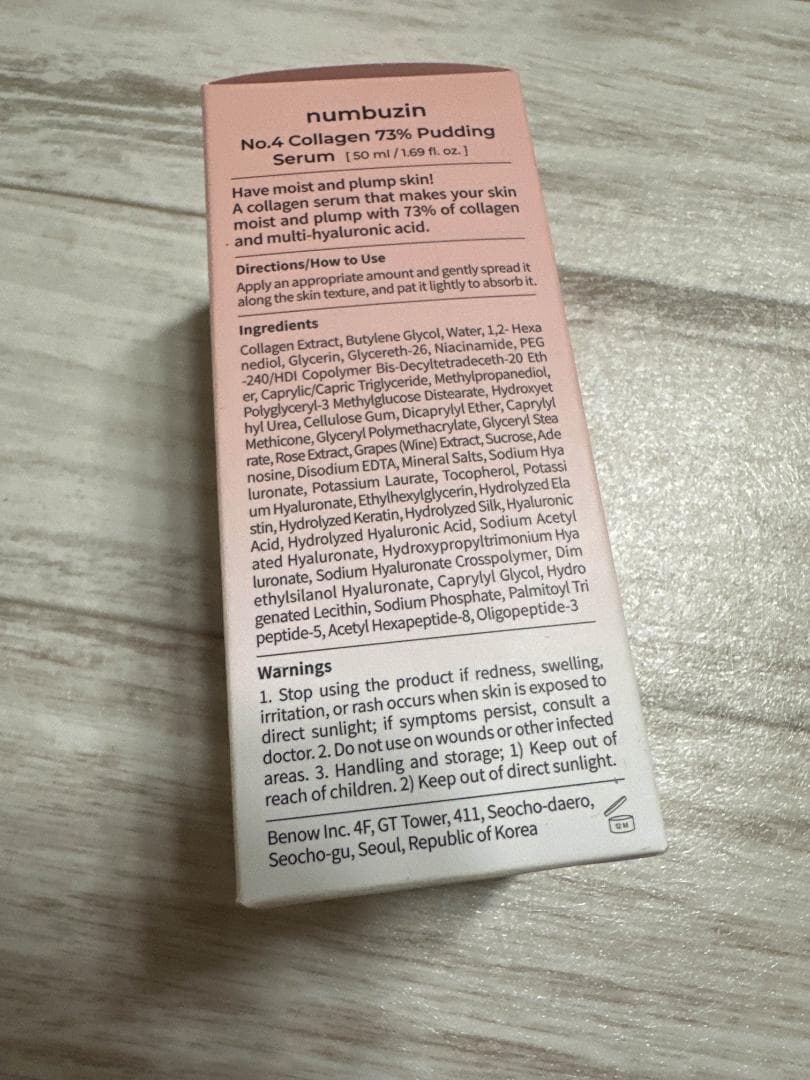 numbuzin
No.4 Collagen 73% Pudding
Serum [ 50 ml / 1.69 fl. oz. ]
Have moist and plump skin!
A collagen serum that makes your skin
moist and plump with 73% of collagen
and multi-hyaluronic acid.
Directions/How to Use
Apply an appropriate amount and gently spread it
along the skin texture, and pat it lightly to absorb it.
Ingredients
Collagen Extract, Butylene Glycol, Water, 1,2- Hexa
nediol, Glycerin, Glycereth-26, Niacinamide, PEG
-240/HDI Copolymer Bis-Decyltetradeceth-20 Eth
er, Caprylic/Capric Triglyceride, Methylpropanediol,
Polyglyceryl-3 Methylglucose Distearate, Hydroxyet
hyl Urea, Cellulose Gum, Dicaprylyl Ether, Caprylyl
Methicone, Glyceryl Polymethacrylate, Glyceryl Stea
rate, Rose Extract, Grapes (Wine) Extract, Sucrose, Ade
nosine, Disodium EDTA, Mineral Salts, Sodium Hya
luronate, Potassium Laurate, Tocopherol, Potassi
um Hyaluronate, Ethylhexylglycerin, Hydrolyzed Ela
stin, Hydrolyzed Keratin, Hydrolyzed Silk, Hyaluronic
Acid, Hydrolyzed Hyaluronic Acid, Sodium Acetyl
ated Hyaluronate, Hydroxypropyltrimonium Hya
luronate, Sodium Hyaluronate Crosspolymer, Dim
ethylsilanol Hyaluronate, Caprylyl Glycol, Hydro
genated Lecithin, Sodium Phosphate, Palmitoyl Tri
peptide-5, Acetyl Hexapeptide-8, Oligopeptide-3
Warnings
1. Stop using the product if redness, swelling,
irritation, or rash occurs when skin is exposed to
direct sunlight; if symptoms persist, consult a
doctor. 2. Do not use on wounds or other infected
areas. 3. Handling and storage; 1) Keep out of
reach of children. 2) Keep out of direct sunlight.
Benow Inc. 4F, GT Tower, 411, Seocho-daero,
Seocho-gu, Seoul, Republic of Korea
12 M